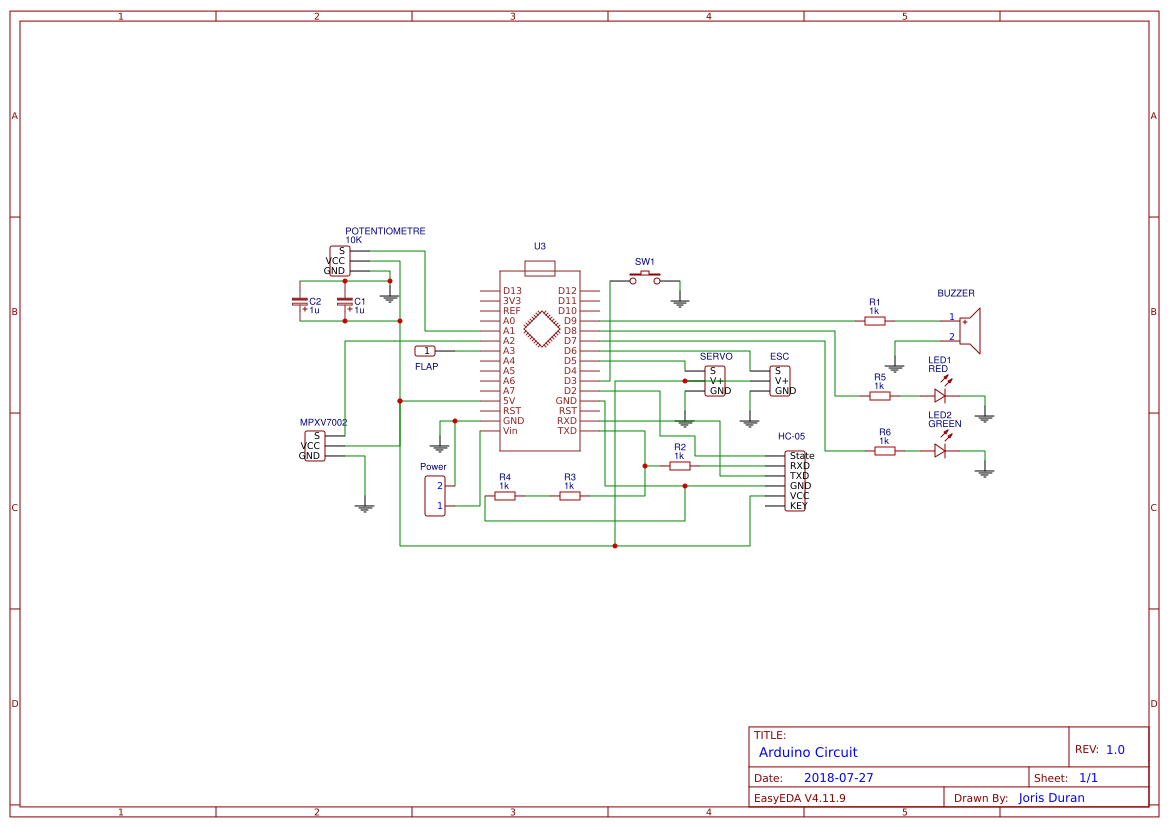 1 2 3 4 5
A A
B B
C C
D D
POTENTIOMETRE
10K
S
VCC
GND
C2
1u
C1
1u
FLAP
1
MPXV7002
S
VCC
GND
Power
2
1
U3
D13
3V3
REF
A0
A1
A2
A3
A4
A5
A6
A7
5V
RST
GND
Vin
D12
D11
D10
D9
D8
D7
D6
D5
D4
D3
D2
GND
RST
RXD
TXD
R4
1k
R3
1k
R2
1k
SW1
SERVO
S
V+
GND
ESC
S
V+
GND
HC-05
State
RXD
TXD
GND
VCC
KEY
R1
1k
BUZZER
1
+
2
R5
1k
LED1
RED
R6
1k
LED2
GREEN
TITLE:
Arduino Circuit
REV: 1.0
Date: 2018-07-27
Sheet: 1/1
EasyEDA V4.11.9
Drawn By: Joris Duran
1 2 3 4 5